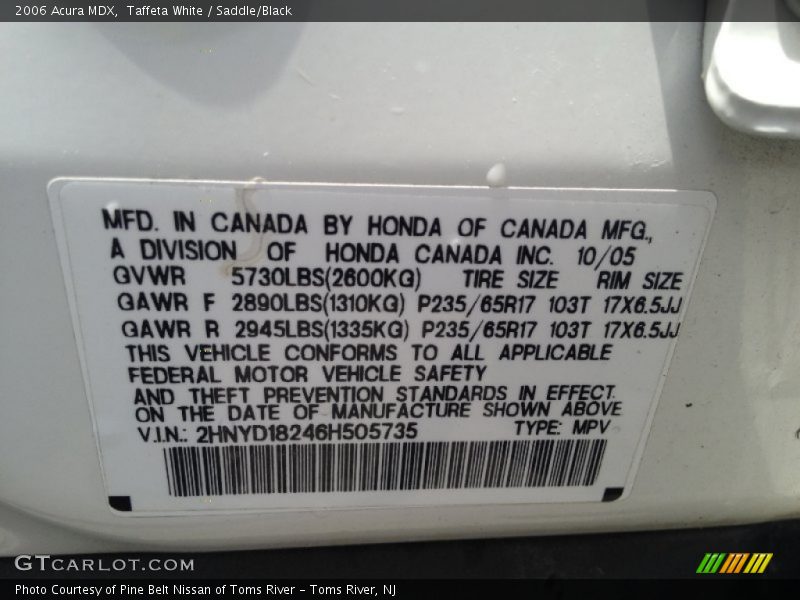 2006 Acura MDX,  Taffeta White / Saddle/Black
MFD. IN CANADA BY HONDA OF CANADA MFG.,
A DIVISION OF HONDA CANADA INC. 10/05
GVWR 5730LBS(2600KG) TIRE SIZE RIM SIZE
GAWR F 2890LBS(1310KG) P235/65R17 103T 17X6.5JJ
GAWR R 2945LBS(1335KG) P235/65R17 103T 17X6.5JJ
THIS VEHICLE CONFORMS TO ALL APPLICABLE
FEDERAL MOTOR VEHICLE SAFETY
AND THEFT PREVENTION STANDARDS IN EFFECT
ON THE DATE OF MANUFACTURE SHOWN ABOVE
V.I.N.: 2HNYD18246H505735 TYPE: MPV
GTCARLOT.COM
Photo Courtesy of Pine Belt Nissan of Toms River – Toms River, NJ